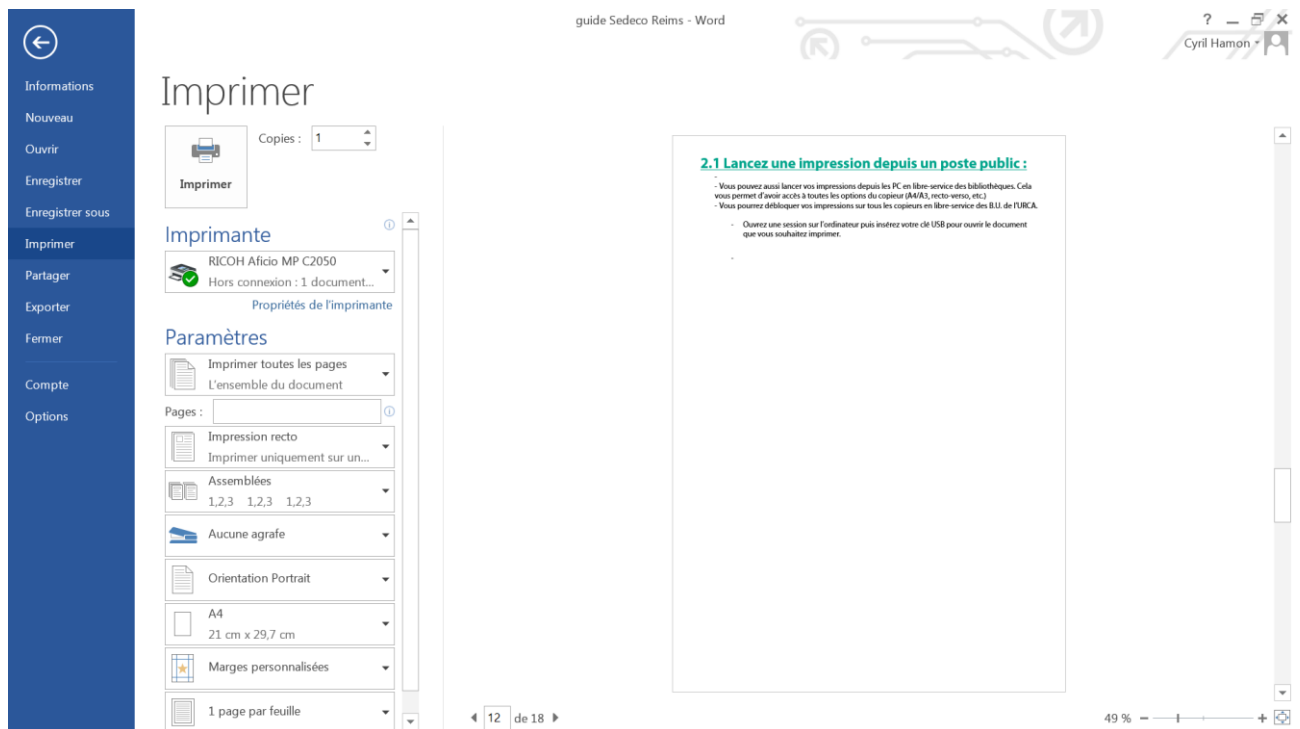 guide Sedeco Reims - Word
?
Cyril Hamon
Informations
Nouveau
Ouvrir
Enregistrer
Enregistrer sous
Imprimer
Partager
Exporter
Fermer
Compte
Options
Imprimer
Copies : 1
Imprimer
Imprimante
RICOH Aficio MP C2050
Hors connexion : 1 document...
Propriétés de l'imprimante
Paramètres
Imprimer toutes les pages
L'ensemble du document
Pages :
Impression recto
Imprimer uniquement sur un...
Assemblées
1,2,3 1,2,3 1,2,3
Aucune agrafe
Orientation Portrait
A4
21 cm x 29,7 cm
Marges personnalisées
1 page par feuille
2.1 Lancez une impression depuis un poste public :
-
- Vous pouvez aussi lancer vos impressions depuis les PC en libre-service des bibliothèques. Cela
vous permet d'avoir accès à toutes les options du copieur (A4/A3, recto-verso, etc.)
- Vous pourrez débloquer vos impressions sur tous les copieurs en libre-service des B.U. de l'URCA.
- Ouvrez une session sur l'ordinateur puis insérez votre clé USB pour ouvrir le document
que vous souhaitez imprimer.
-
12 de 18
49 %